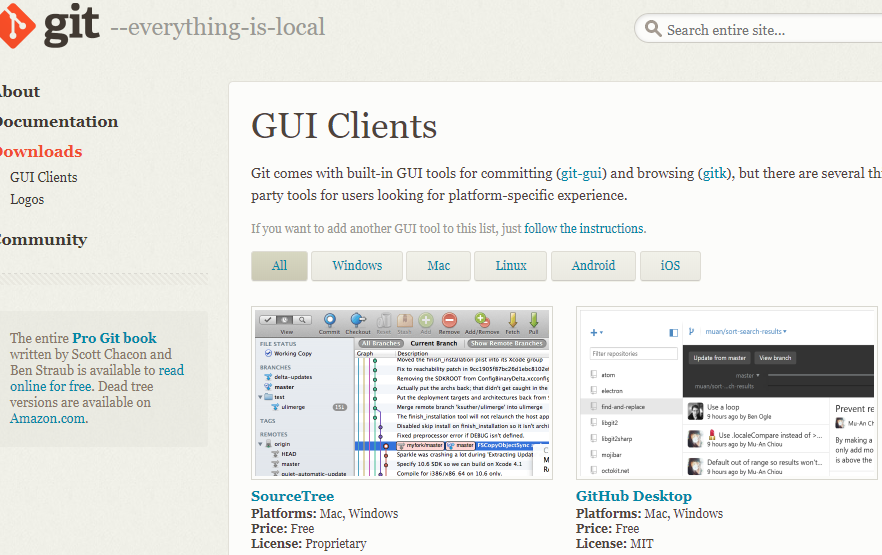 git --everything-is-local
Search entire site...
About
Documentation
Downloads
GUI Clients
Logos
Community
The entire Pro Git book
written by Scott Chacon and
Ben Straub is available to read
online for free. Dead tree
versions are available on
Amazon.com.
GUI Clients
Git comes with built-in GUI tools for committing (git-gui) and browsing (gitk), but there are several
party tools for users looking for platform-specific experience.
If you want to add another GUI tool to this list, just follow the instructions.
All Windows Mac Linux Android iOS
View Commit Checkout Reset Stash Add Remove Add/Remove Fetch Pull
All Branches Current Branch Show Remote Branches
Graph Description
FILE STATUS
Working Copy
BRANCHES
delta-updates
master
test
ulimerge 151
TAGS
REMOTES
origin
HEAD
master
quiet-automatic-update
Moved the finish_installation plist into its Xcode group
Fix to reachability patch in 9cc1905f87bc26d1ebc8102e
Removing the SDKROOT from ConfigBinaryDelta.xcconfig
Actually put the archs back; that didn't get caught in the
Put the deployment targets and architectures back from
Merge remote branch 'ksuther/ulimerge' into ulimerge
The finish_installation tool will not relaunch the host app
Disabled skip install on finish_installation so it isn't archi
Fixed preprocessor error if DEBUG isn't defined.
myfork/master master FSCopyObjectSync
Sparkle was crashing a lot during 'Extracting Update
Specify 10.6 SDK so we can build on Xcode 4.1
Compile for i386/x86_64 on 10.6 only.
muan/sort-search-results
Filter repositories
atom
electron
find-and-replace
libgit2
libgit2sharp
mojibar
octokit.net
Update from master View branch
master
muan/sort ...ch-results
Use a loop
9 hours ago by Ben Ogle
Use .localeCompare instead of >...
9 hours ago by Mu-An Chiou
Default out of range so results won't...
9 hours ago by Mu-An Chiou
Prevent re
Mu-An Ch
By making a
only add mo
is above the
SourceTree
Platforms: Mac, Windows
Price: Free
License: Proprietary
GitHub Desktop
Platforms: Mac, Windows
Price: Free
License: MIT